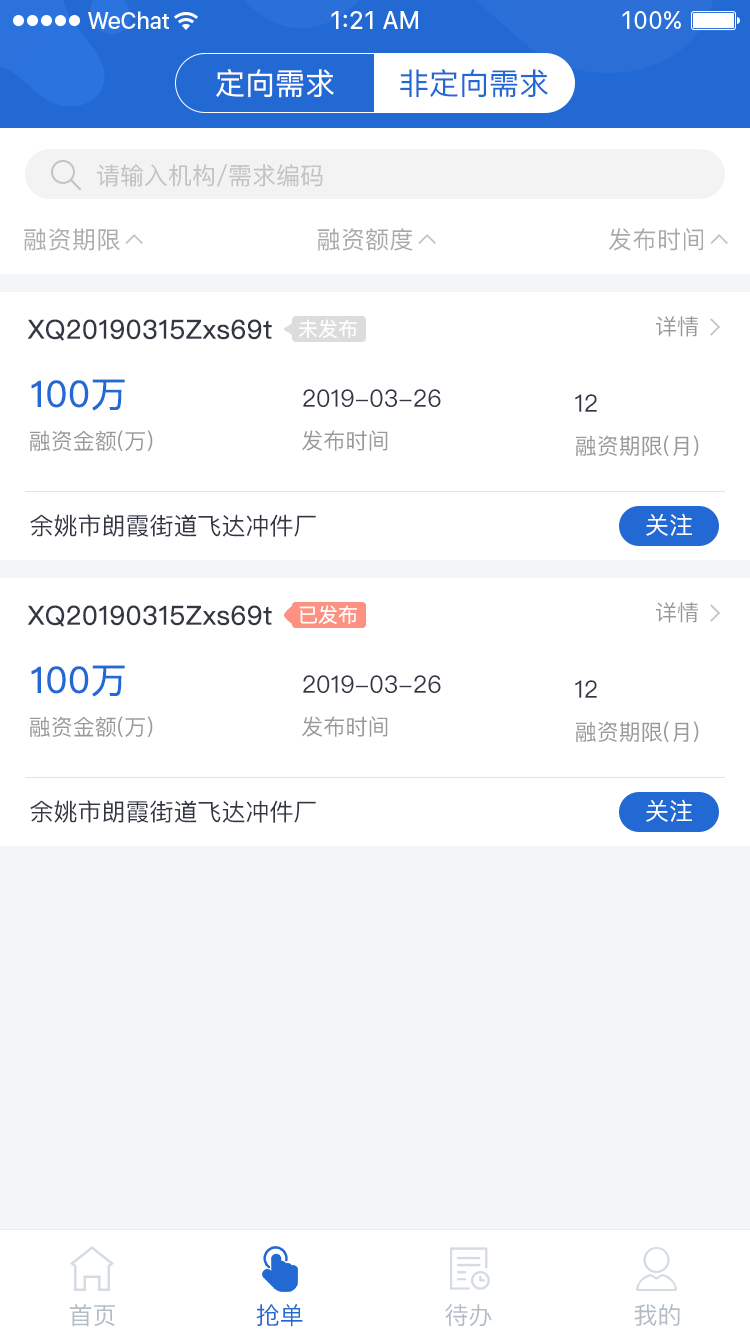 WeChat 1:21 AM 100%
定向需求 非定向需求
请输入机构/需求编码
融资期限 融资额度 发布时间
XQ20190315Zxs69t 未发布 详情
100万 2019-03-26 12
融资金额(万) 发布时间 融资期限(月)
余姚市朗霞街道飞达冲件厂 关注
XQ20190315Zxs69t 已发布 详情
100万 2019-03-26 12
融资金额(万) 发布时间 融资期限(月)
余姚市朗霞街道飞达冲件厂 关注
首页 抢单 待办 我的